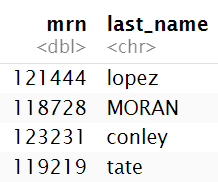 mrn last_name
<dbl> <chr>
121444 lopez
118728 MORAN
123231 conley
119219 tate